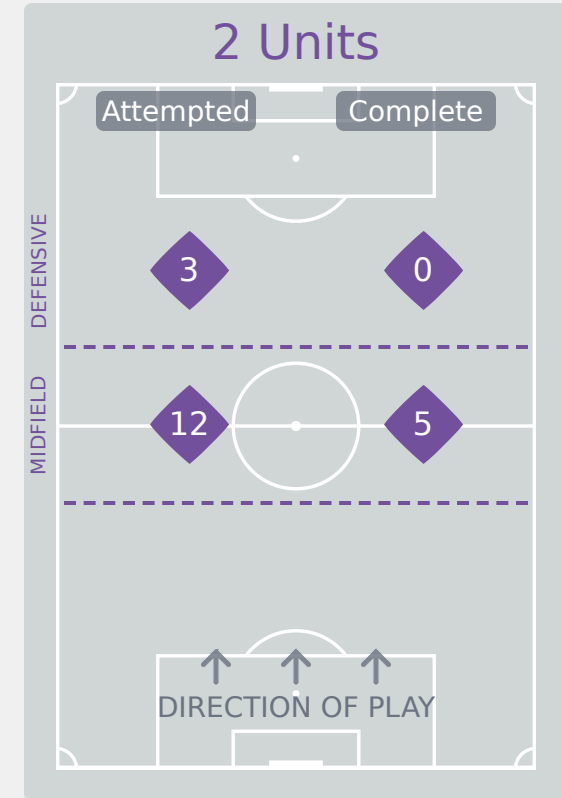 2 Units
Attempted
Complete
DEFENSIVE
3
0
MIDFIELD
12
5
DIRECTION OF PLAY